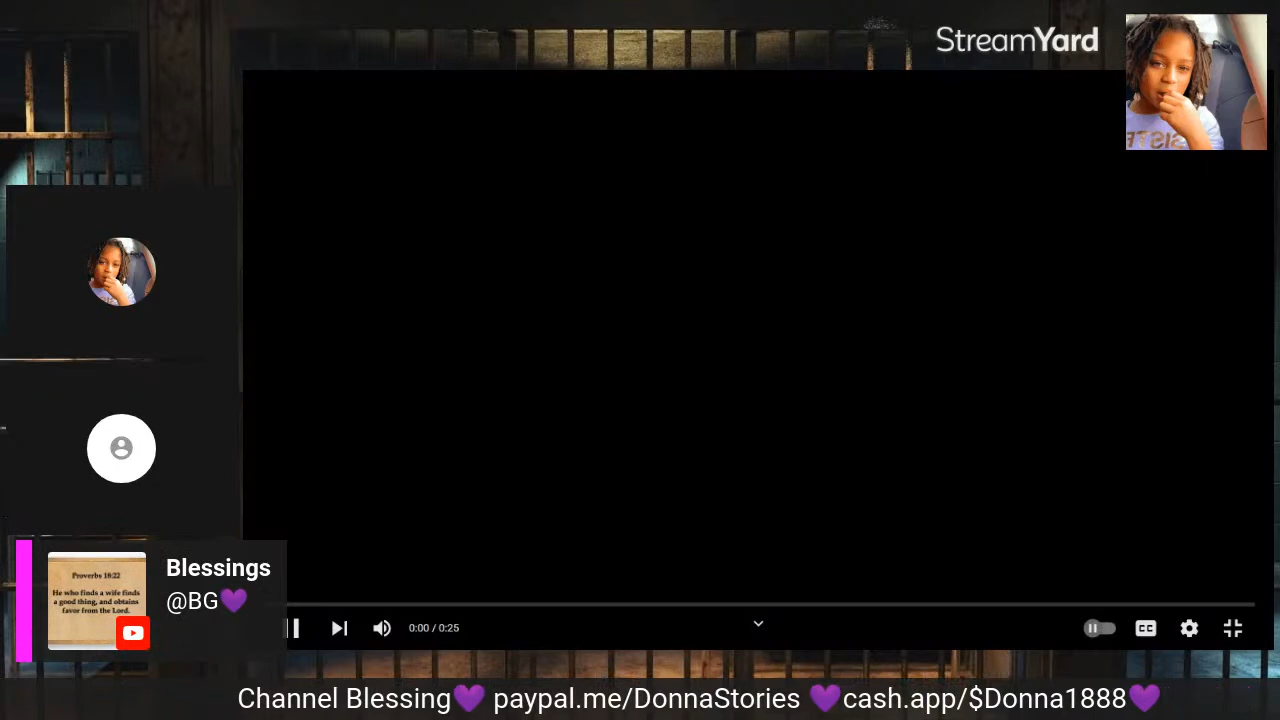 StreamYard
Proverbs 18:22
He who finds a wife finds
a good thing, and obtains
favor from the Lord.
Blessings
@BG💜
0:00 / 0:25
CC
Channel Blessing💜 paypal.me/DonnaStories 💜cash.app/$Donna1888💜